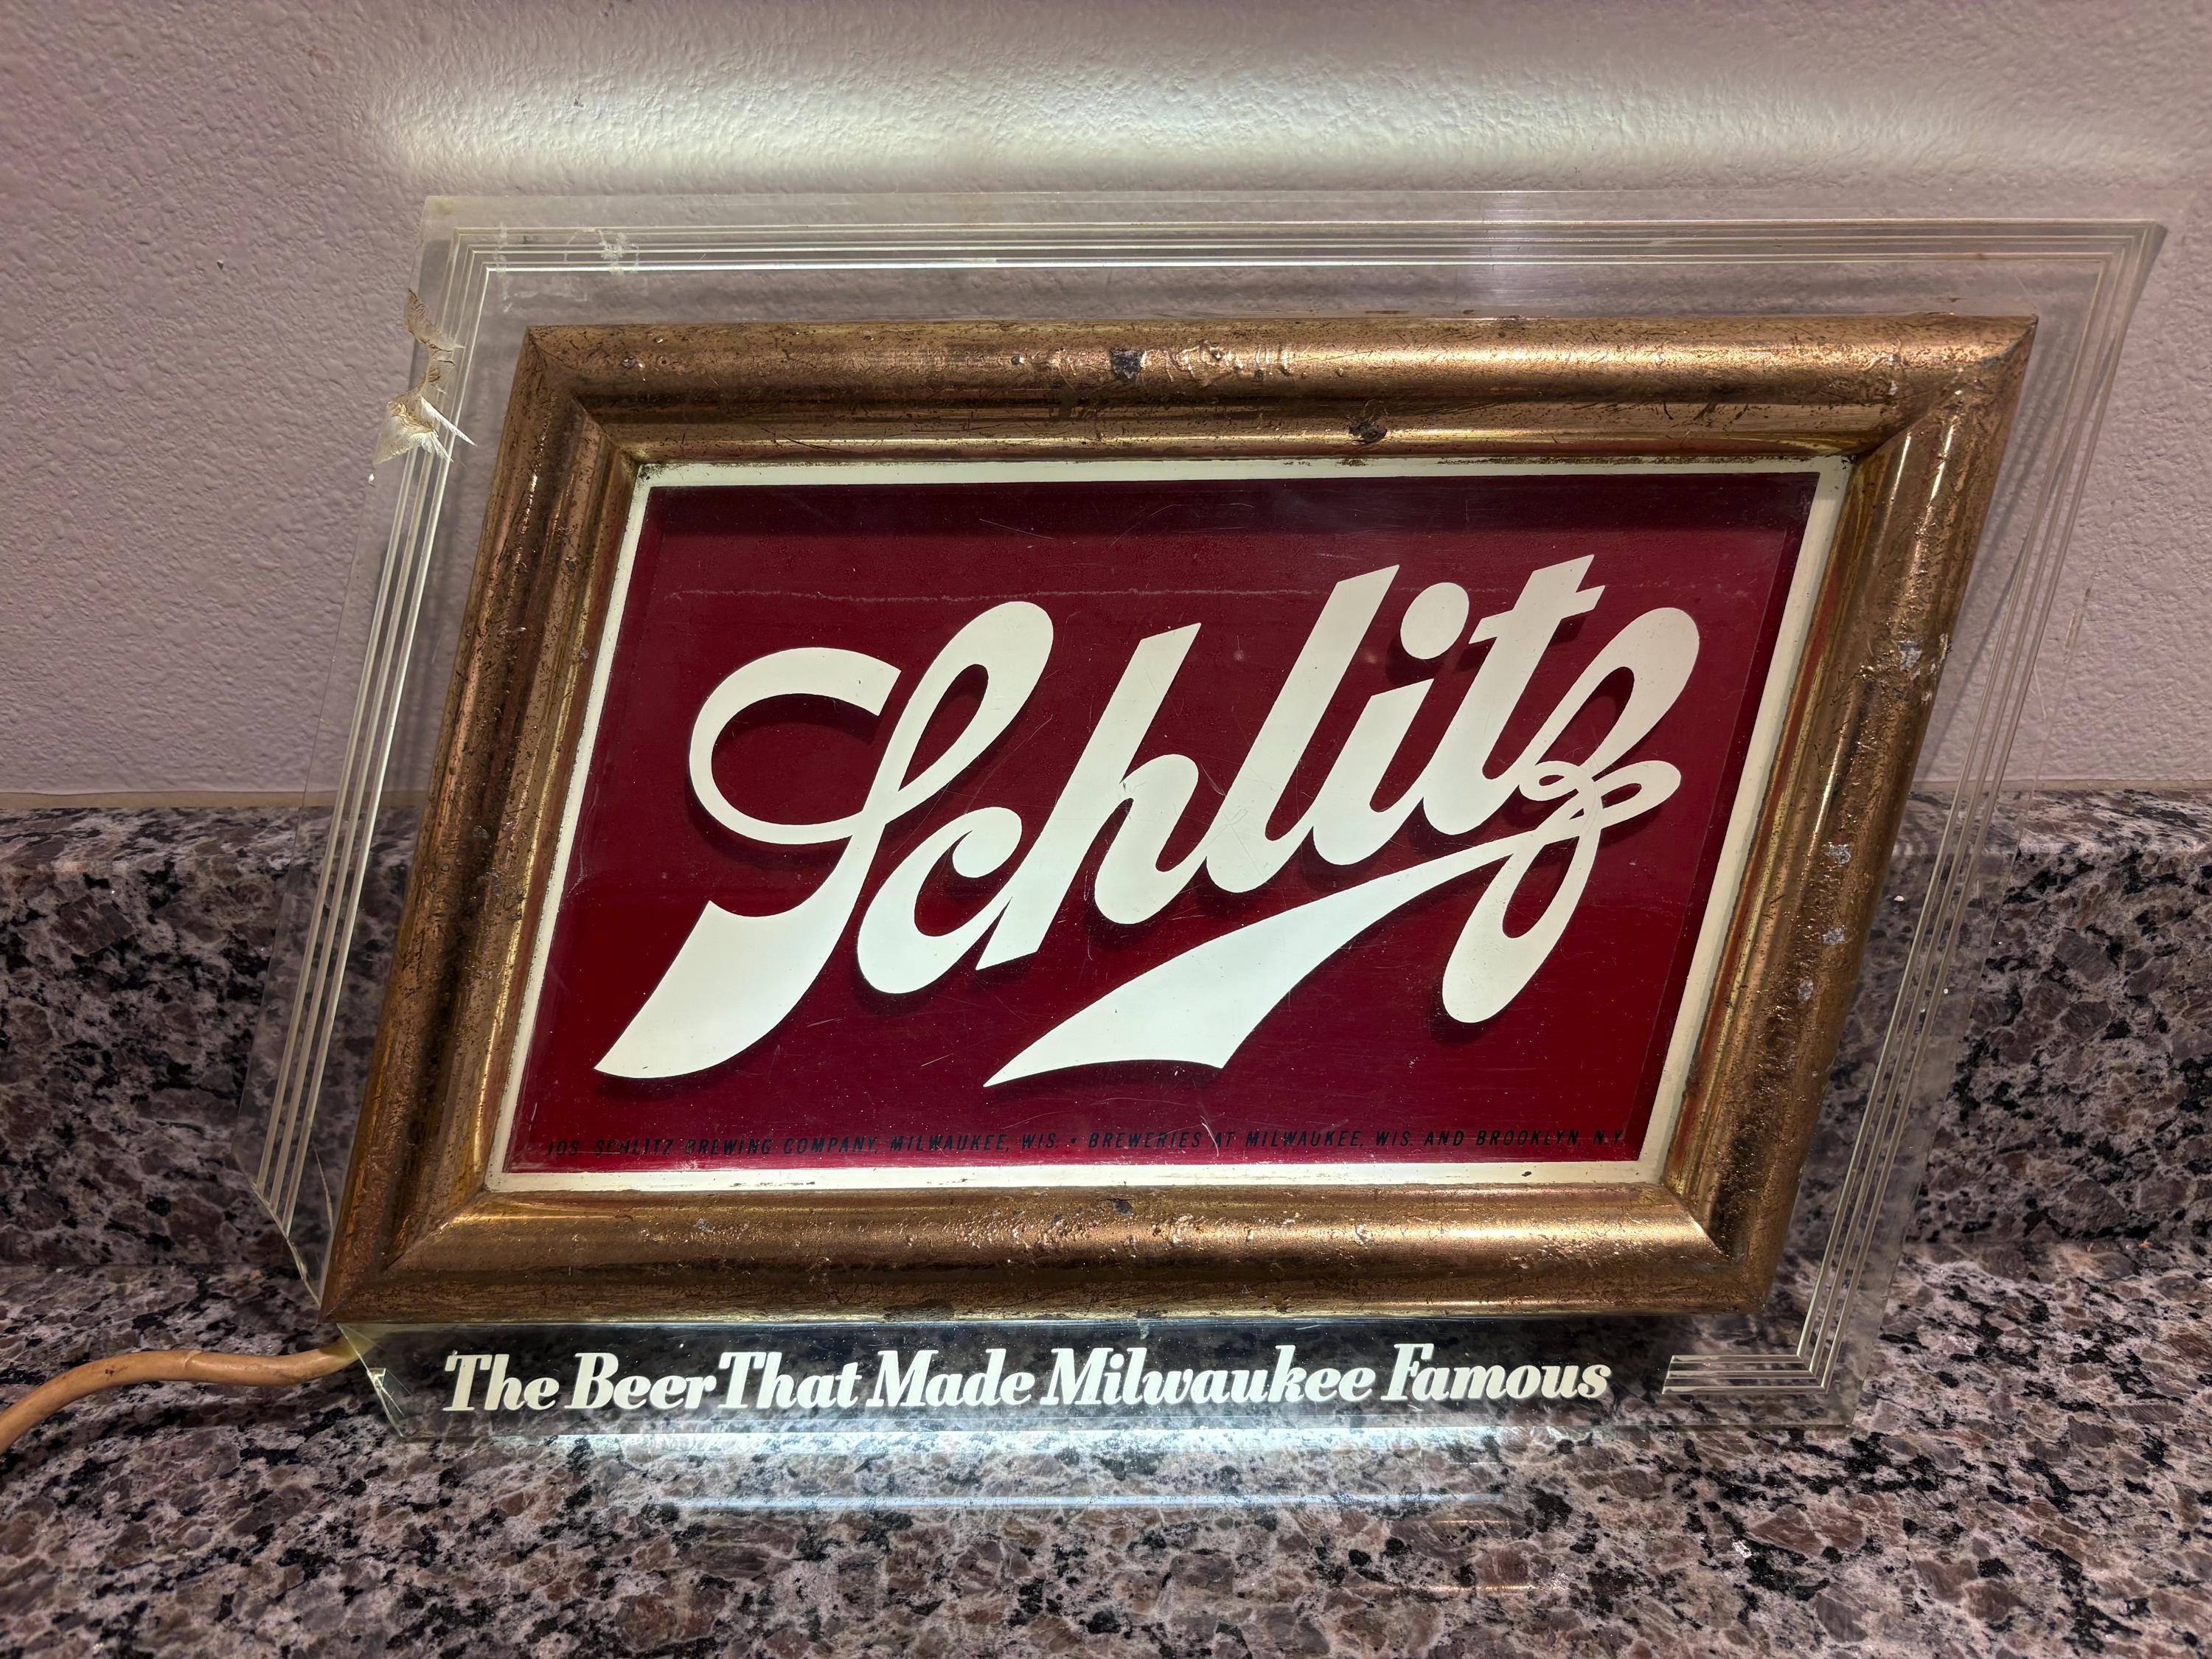 Schlitz
JOS. SCHLITZ BREWING COMPANY, MILWAUKEE, WIS. • BREWERIES AT MILWAUKEE, WIS. AND BROOKLYN, N.Y.
The Beer That Made Milwaukee Famous